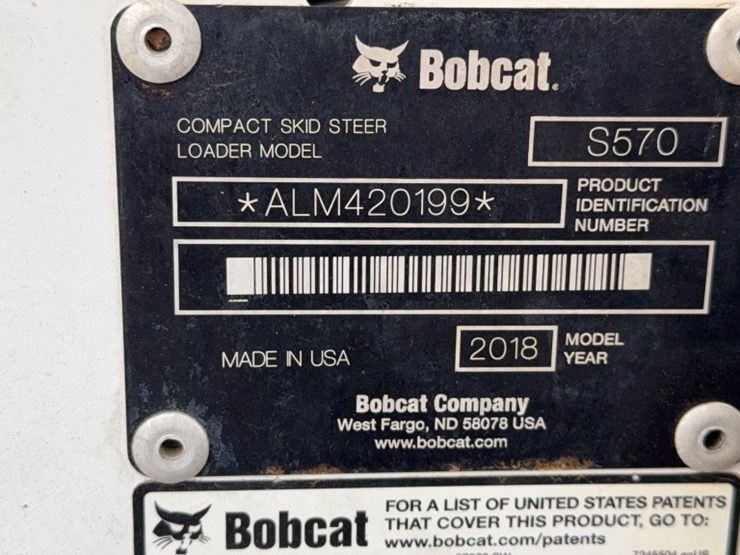 Bobcat.
COMPACT SKID STEER
LOADER MODEL
S570
*ALM420199*
PRODUCT
IDENTIFICATION
NUMBER
MADE IN USA
2018
MODEL
YEAR
Bobcat Company
West Fargo, ND 58078 USA
www.bobcat.com
Bobcat
FOR A LIST OF UNITED STATES PATENTS
THAT COVER THIS PRODUCT, GO TO:
www.bobcat.com/patents